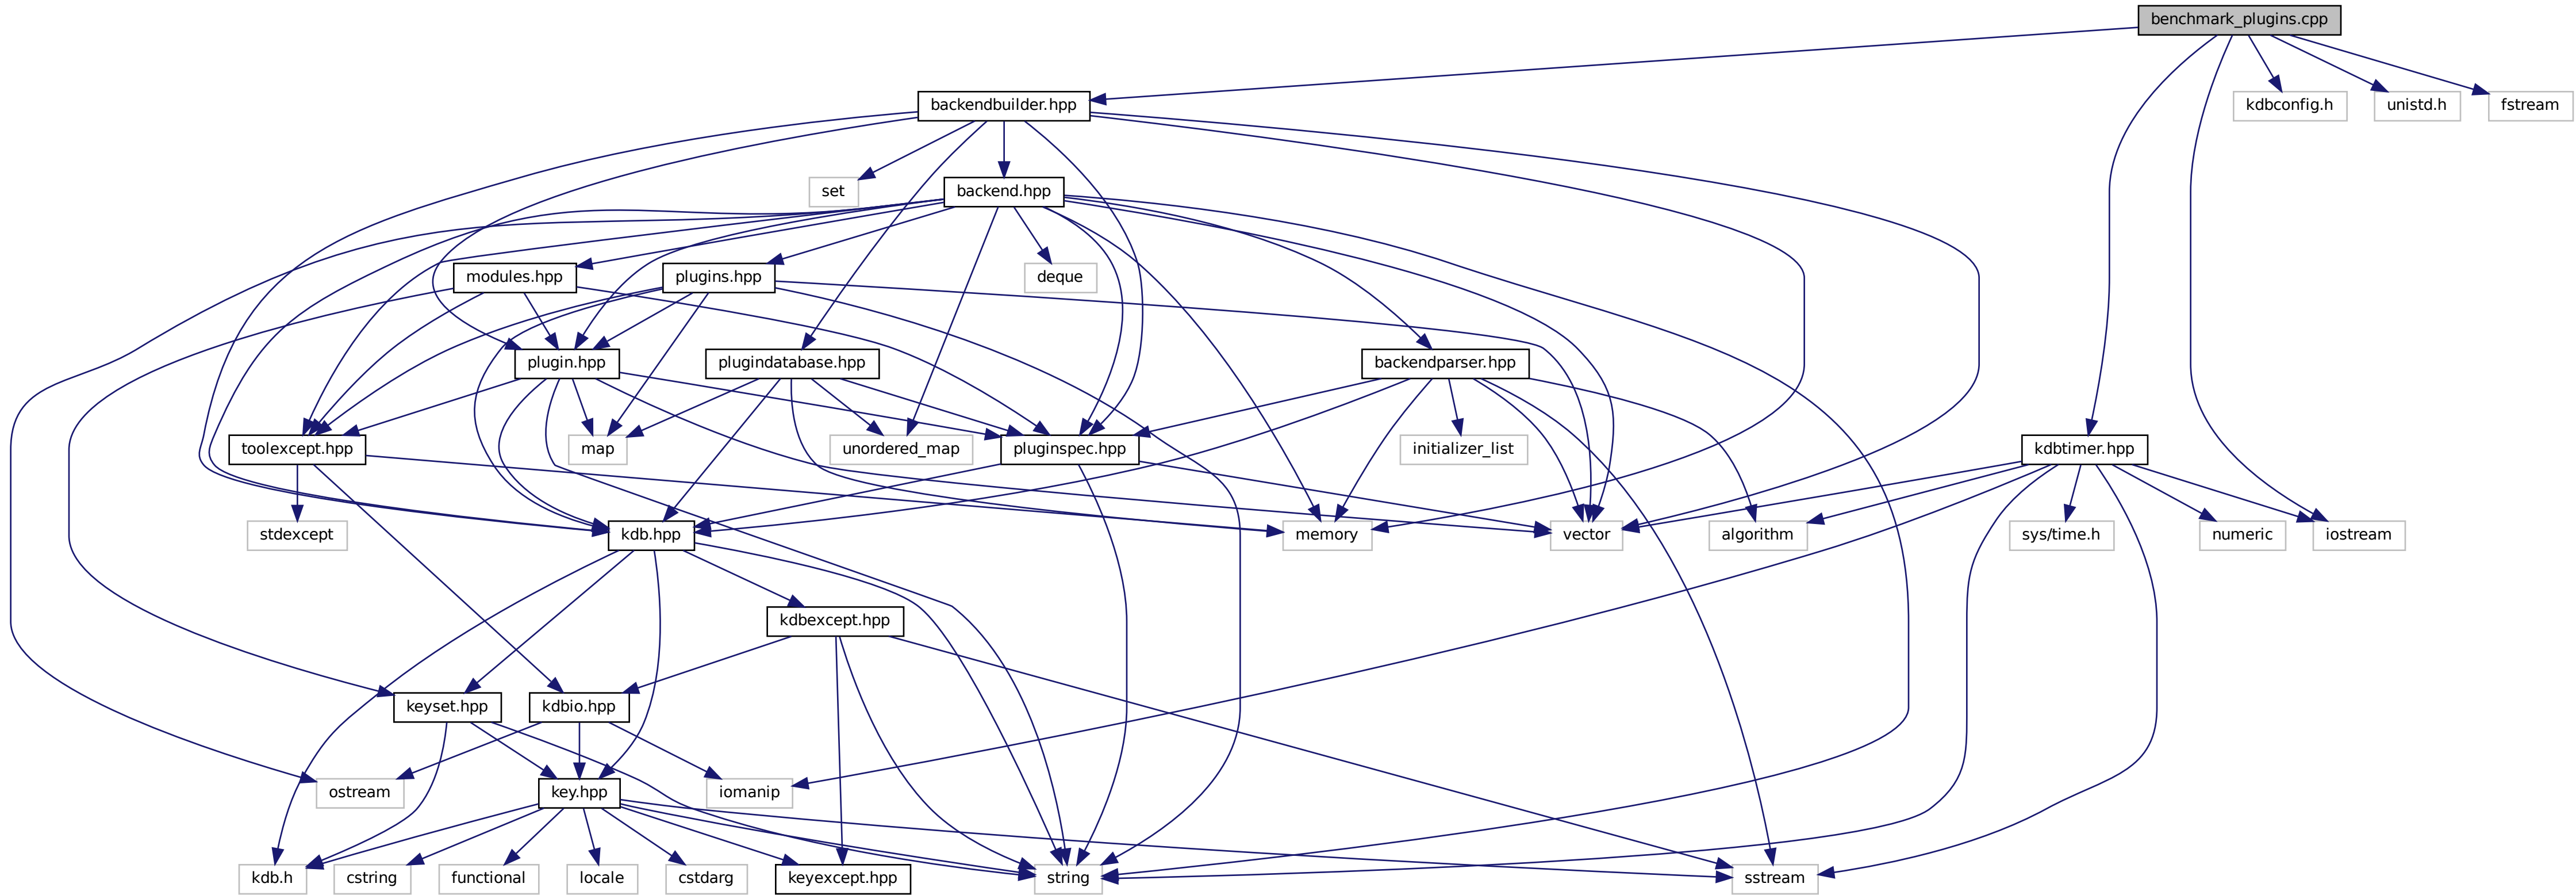 benchmark_plugins.cpp
backendbuilder.hpp
kdbconfig.h
unistd.h
fstream
set
backend.hpp
modules.hpp
plugins.hpp
deque
plugin.hpp
plugindatabase.hpp
backendparser.hpp
toolexcept.hpp
map
unordered_map
pluginspec.hpp
initializer_list
kdbtimer.hpp
stdexcept
kdb.hpp
memory
vector
algorithm
sys/time.h
numeric
iostream
kdbexcept.hpp
keyset.hpp
kdbio.hpp
ostream
key.hpp
iomanip
kdb.h
cstring
functional
locale
cstdarg
keyexcept.hpp
string
sstream